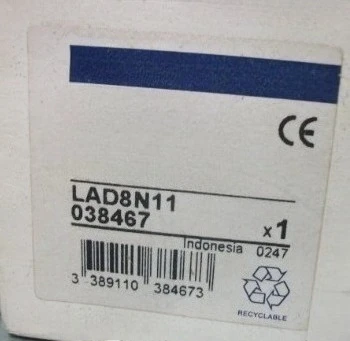 CE
LAD8N11
038467 x1
Indonesia 0247
3 389110 384673
RECYCLABLE